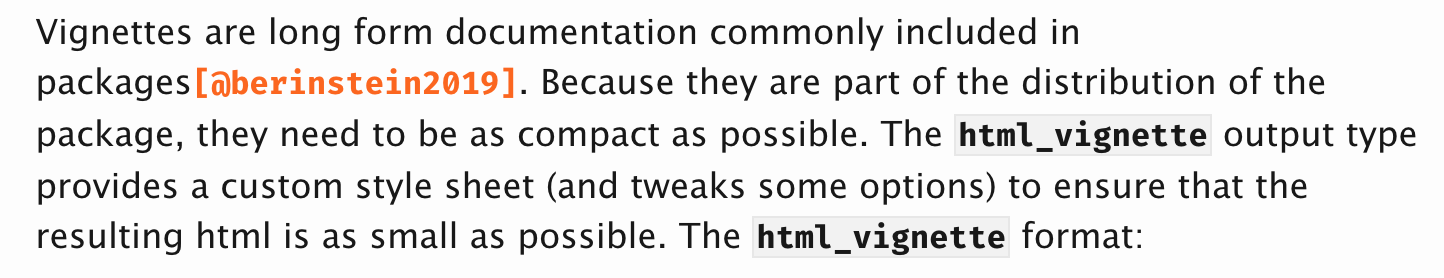 Vignettes are long form documentation commonly included in
packages[@berinstein2019]. Because they are part of the distribution of the
package, they need to be as compact as possible. The html_vignette output type
provides a custom style sheet (and tweaks some options) to ensure that the
resulting html is as small as possible. The html_vignette format: